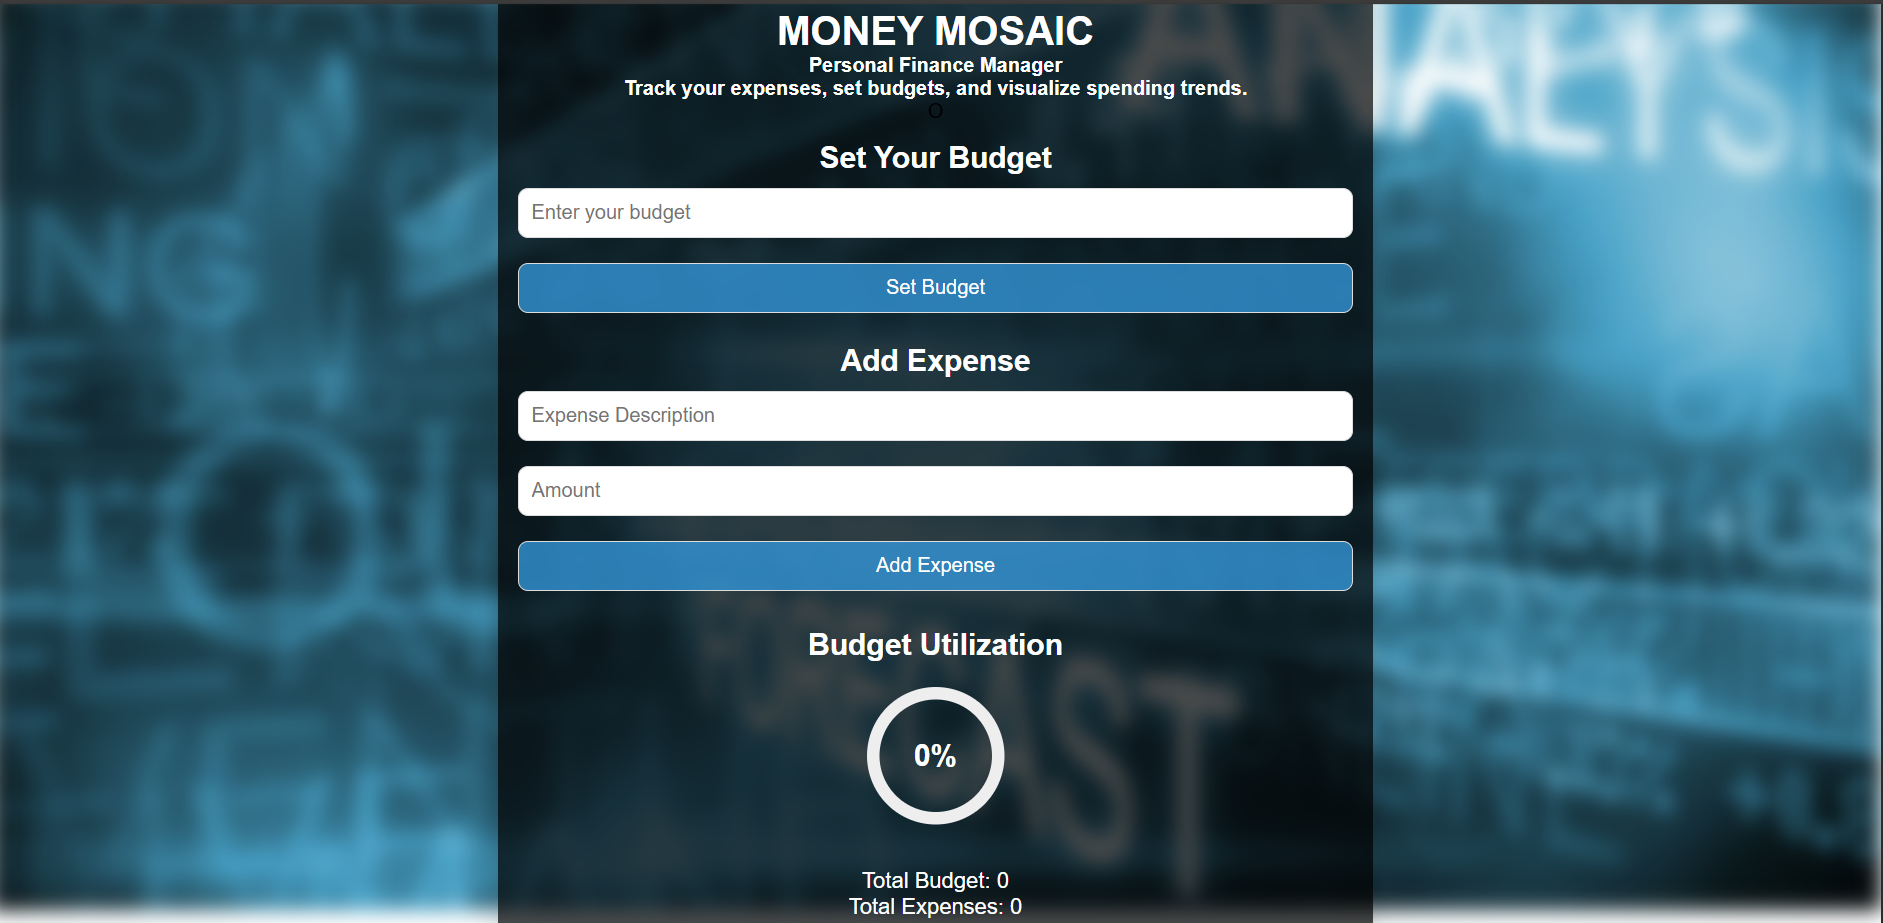 MONEY MOSAIC
Personal Finance Manager
Track your expenses, set budgets, and visualize spending trends.
O
Set Your Budget
Enter your budget
Set Budget
Add Expense
Expense Description
Amount
Add Expense
Budget Utilization
0%
Total Budget: 0
Total Expenses: 0
ANALYSIS
FORECAST